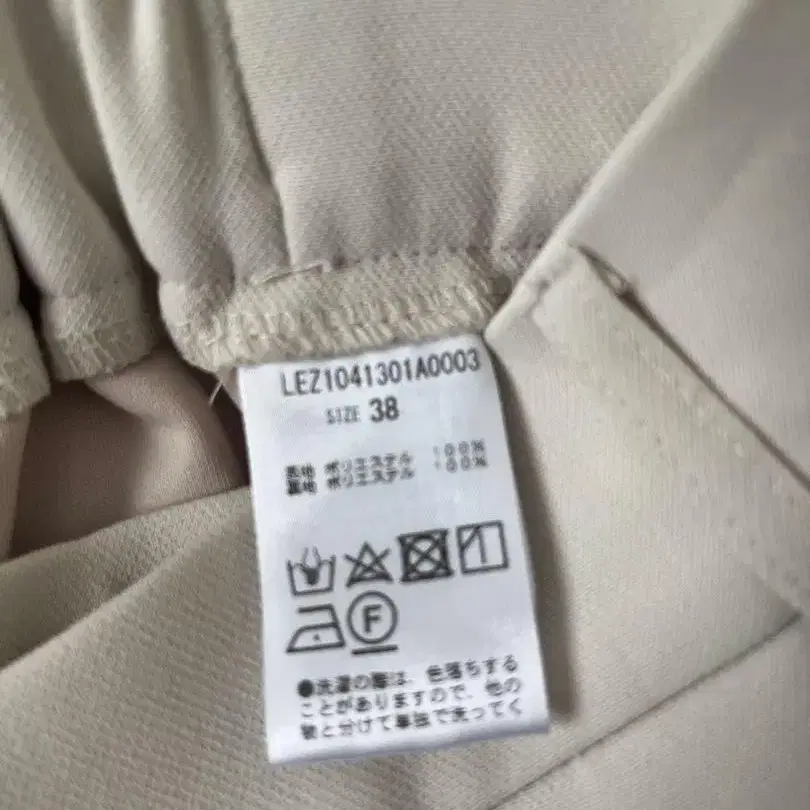 LEZ1041301A0003
SIZE 38
表地 ポリエステル 100%
裏地 ポリエステル 100%
F
●洗濯の際は、色落ちする
ことがありますので、他の
物と分けて単独で洗ってく